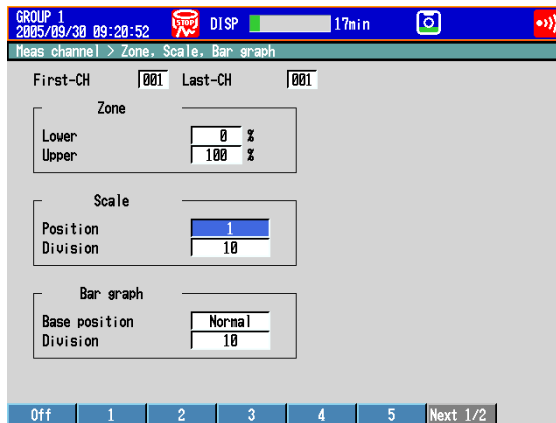 GROUP 1
2005/09/30 09:20:52 STOP DISP 17min
Meas channel > Zone, Scale, Bar graph
First-CH 001 Last-CH 001
Zone
Lower 0 %
Upper 100 %
Scale
Position 1
Division 10
Bar graph
Base position Normal
Division 10
Off 1 2 3 4 5 Next 1/2